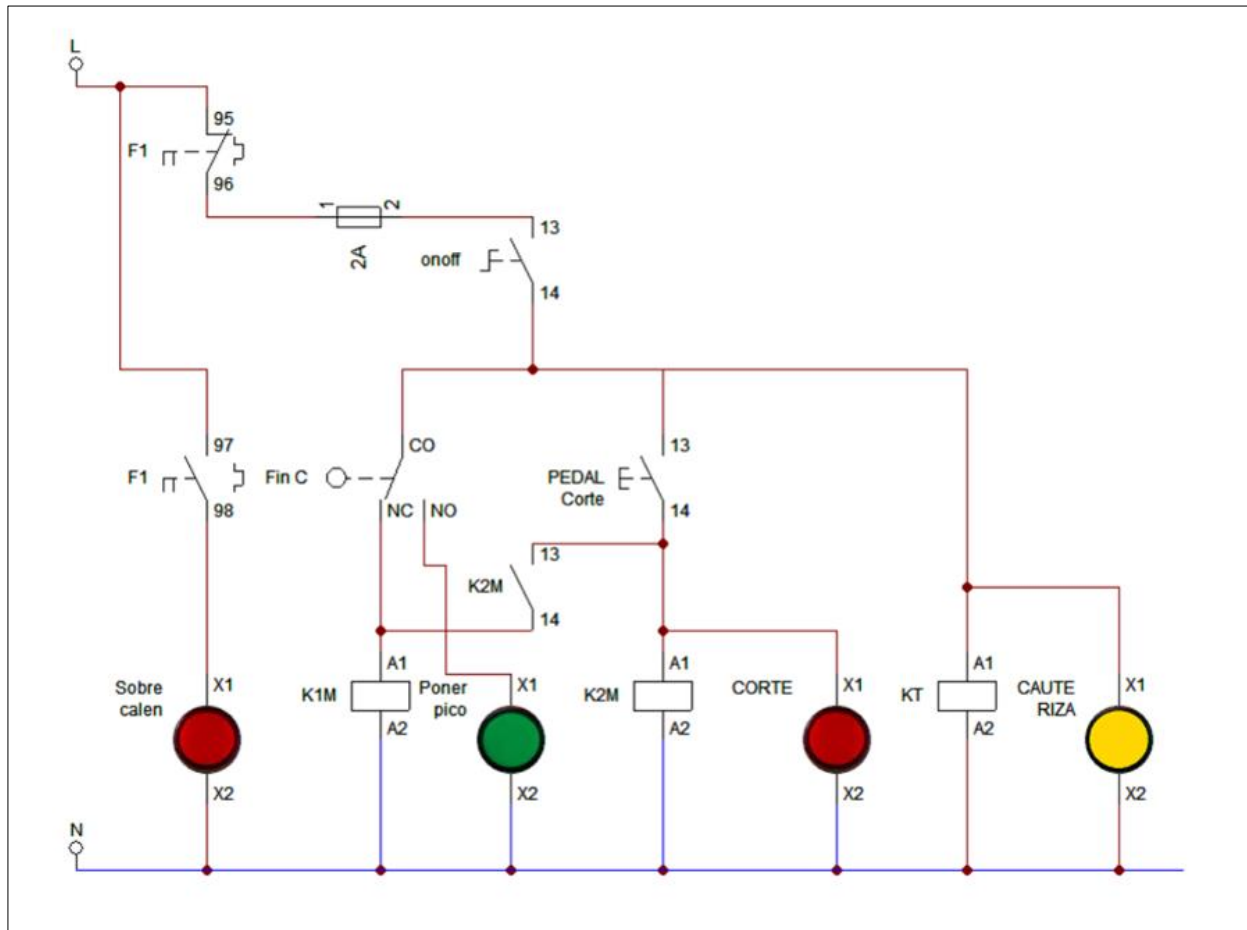 L
95
F1
96
1
2
2A
13
onoff
14
97
F1
98
Fin C
CO
NC
NO
13
PEDAL
Corte
14
13
K2M
14
Sobre
calen
X1
X2
A1
K1M
A2
Poner
pico
X1
X2
A1
K2M
A2
CORTE
X1
X2
A1
KT
A2
CAUTE
RIZA
X1
X2
N